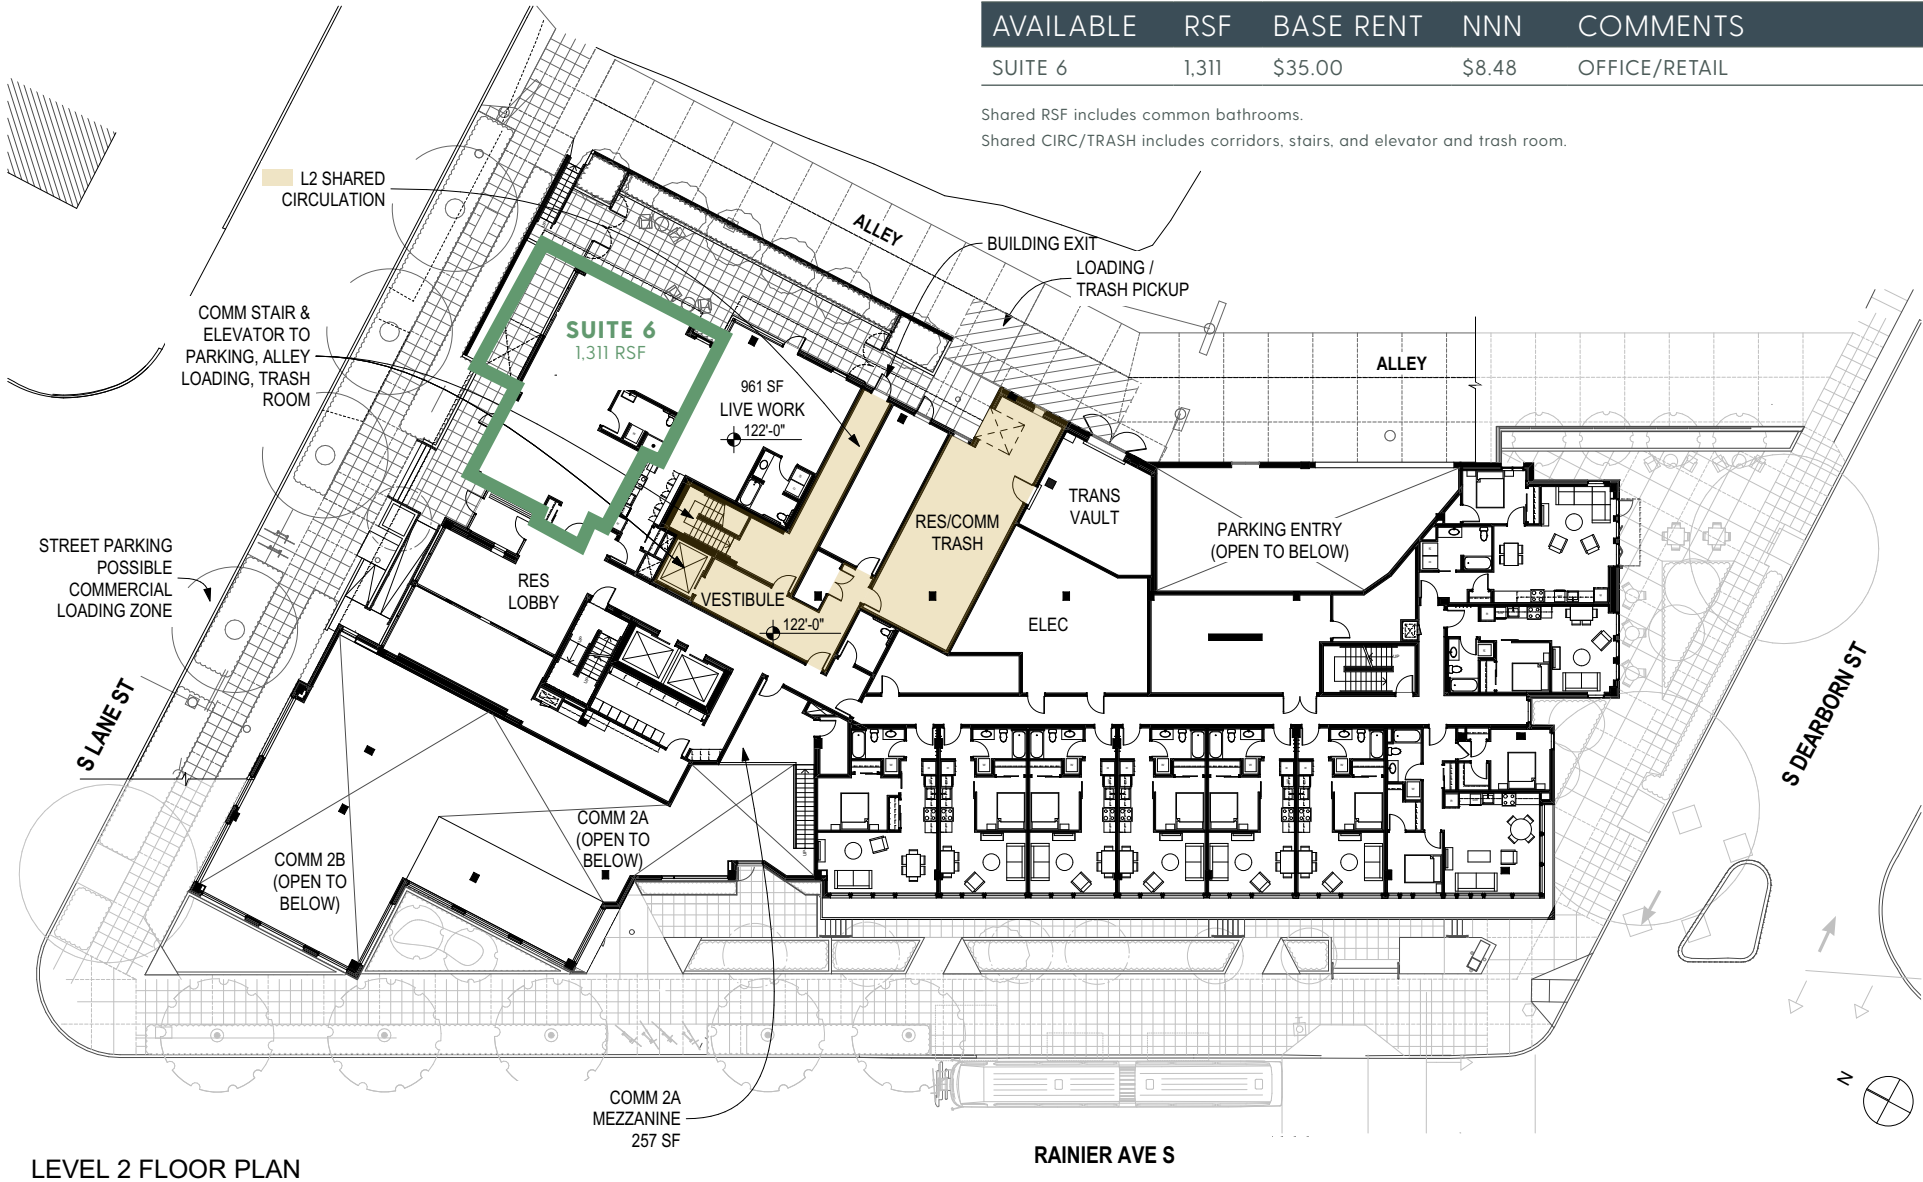 AVAILABLE RSF BASE RENT NNN COMMENTS
SUITE 6 1,311 $35.00 $8.48 OFFICE/RETAIL
Shared RSF includes common bathrooms.
Shared CIRC/TRASH includes corridors, stairs, and elevator and trash room.
L2 SHARED
CIRCULATION
ALLEY
BUILDING EXIT
LOADING /
TRASH PICKUP
COMM STAIR &
ELEVATOR TO
PARKING, ALLEY
LOADING, TRASH
ROOM
SUITE 6
1,311 RSF
961 SF
LIVE WORK
122'-0"
ALLEY
TRANS
VAULT
RES/COMM
TRASH
PARKING ENTRY
(OPEN TO BELOW)
STREET PARKING
POSSIBLE
COMMERCIAL
LOADING ZONE
RES
LOBBY
VESTIBULE
122'-0"
ELEC
S LANE ST
S DEARBORN ST
COMM 2A
(OPEN TO
BELOW)
COMM 2B
(OPEN TO
BELOW)
COMM 2A
MEZZANINE
257 SF
N
RAINIER AVE S
LEVEL 2 FLOOR PLAN